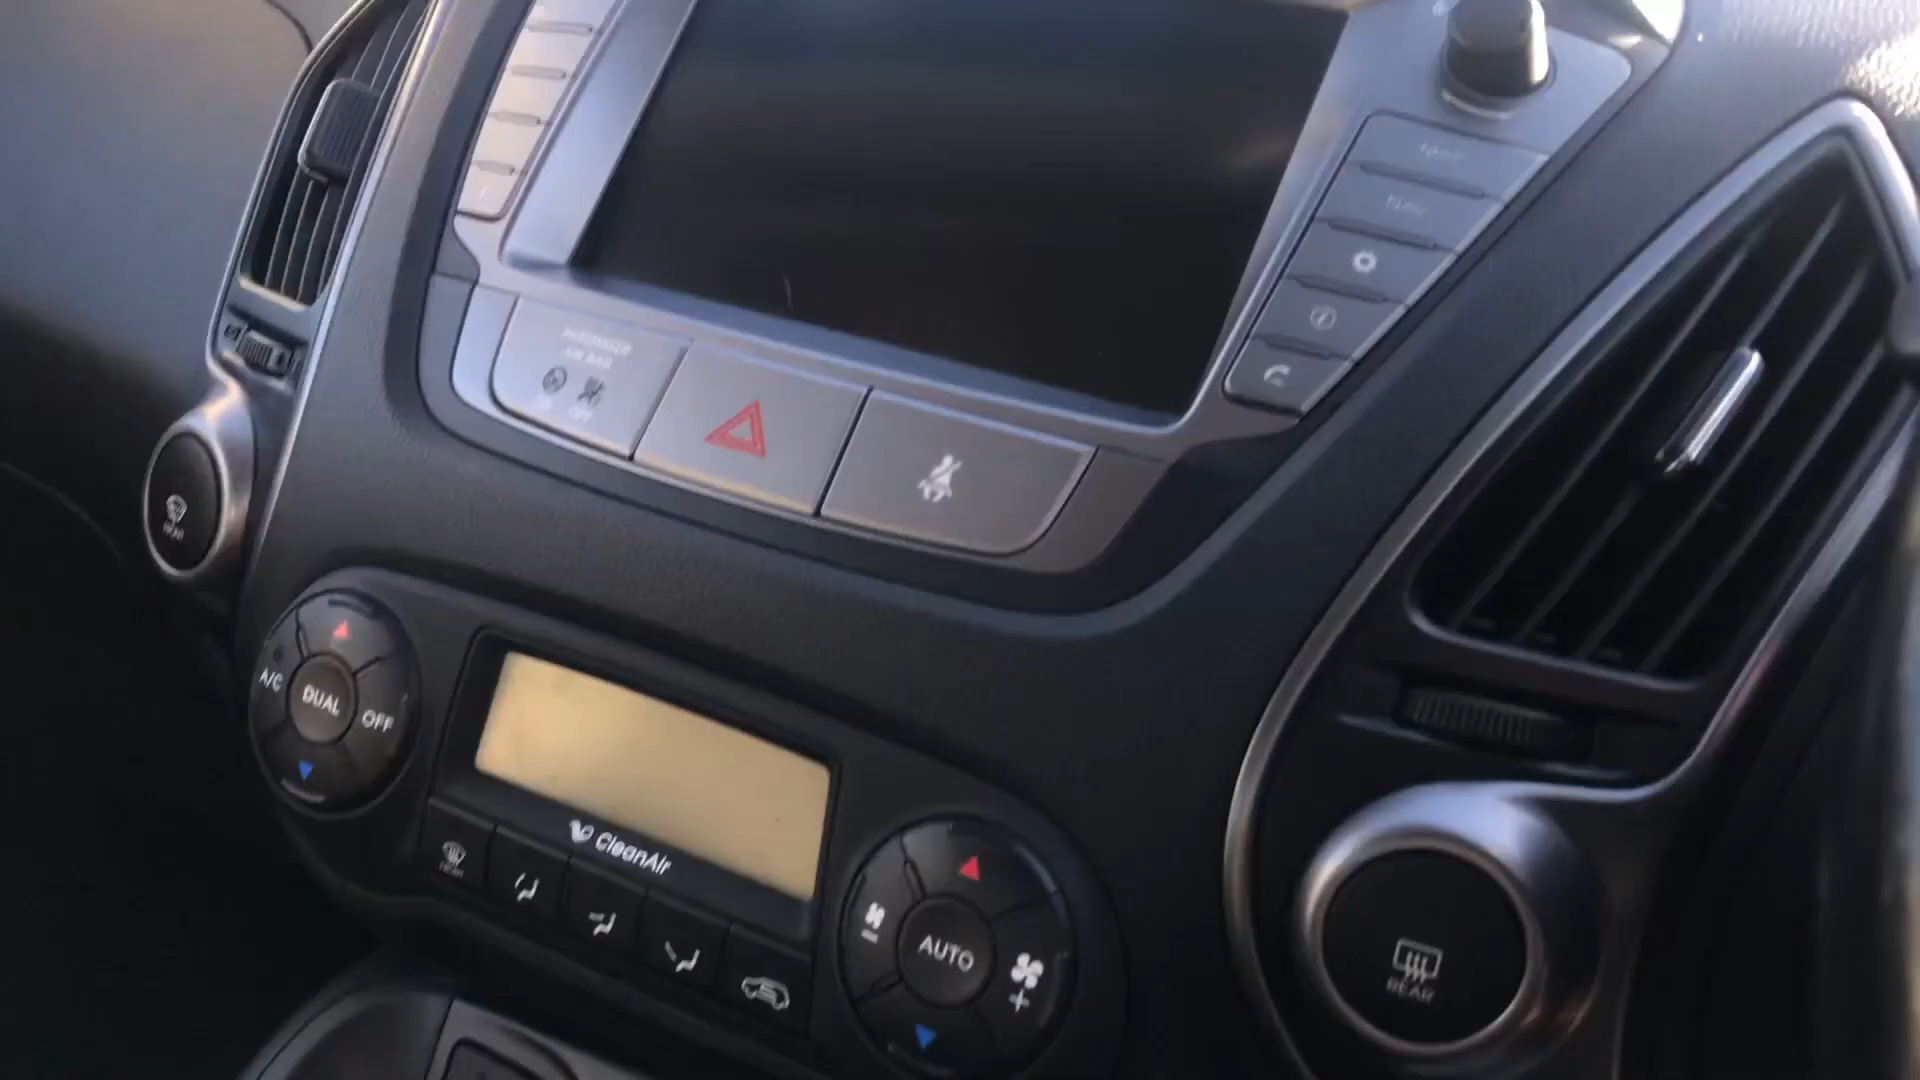 PASSENGER
AIR BAG
OFF
A/C
DUAL
OFF
CleanAir
AUTO
REAR